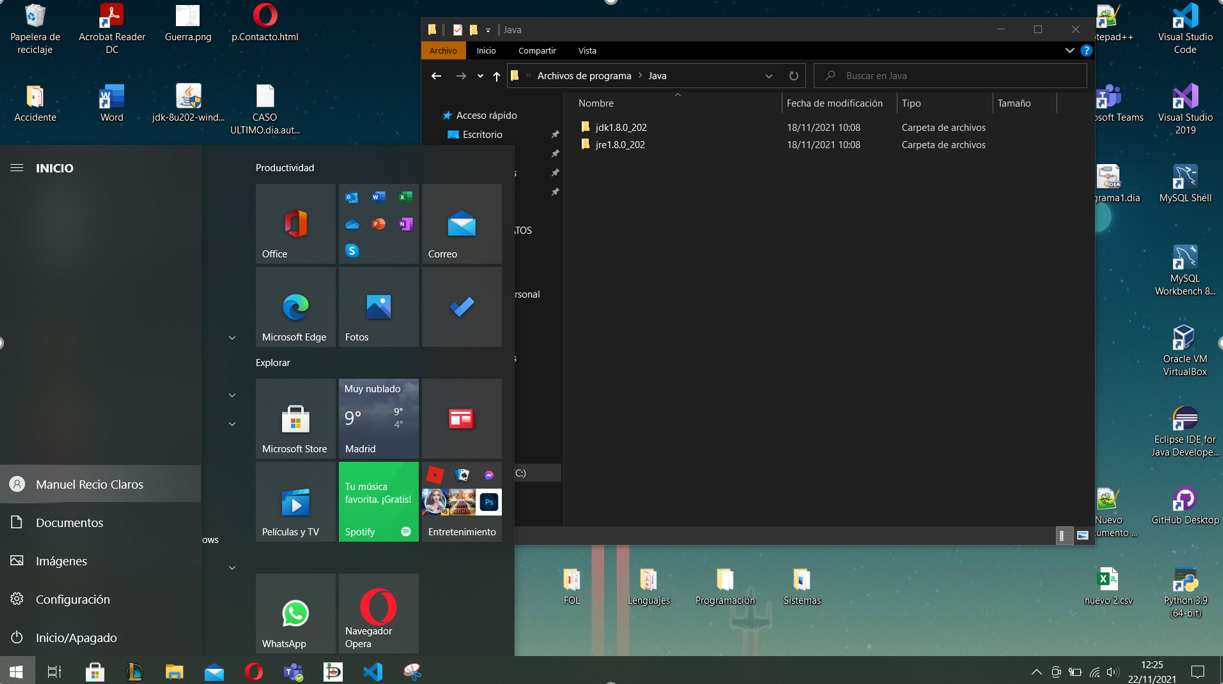 Papelera de
reciclaje
Acrobat Reader
DC
Guerra.png
p.Contacto.html
Accidente
Word
jdk-8u202-wind...
CASO
ULTIMO.dia.aut...
Java
Archivo
Inicio
Compartir
Vista
Archivos de programa
Java
Buscar en Java
Nombre
Fecha de modificación
Tipo
Tamaño
Acceso rápido
Escritorio
jdk1.8.0_202
18/11/2021 10:08
Carpeta de archivos
jre1.8.0_202
18/11/2021 10:08
Carpeta de archivos
otepad++
Visual Studio
Code
osoft Teams
Visual Studio
2019
grama1.dia
DIA
MySQL Shell
MySQL
Workbench 8...
Oracle VM
VirtualBox
Eclipse IDE for
Java Develope...
Nuevo
cumento ...
GitHub Desktop
nuevo 2.csv
Python 3.9
(64-bit)
INICIO
Productividad
Office
Correo
Microsoft Edge
Fotos
Explorar
Microsoft Store
Muy nublado
9°
9°
4°
Madrid
Películas y TV
Tu música
favorita. ¡Gratis!
Spotify
Ps
Entretenimiento
WhatsApp
Navegador
Opera
Manuel Recio Claros
Documentos
Imágenes
Configuración
Inicio/Apagado
ows
ATOS
rsonal
C:)
FOL
Lenguajes
Programación
Sistemas
12:25
22/11/2021